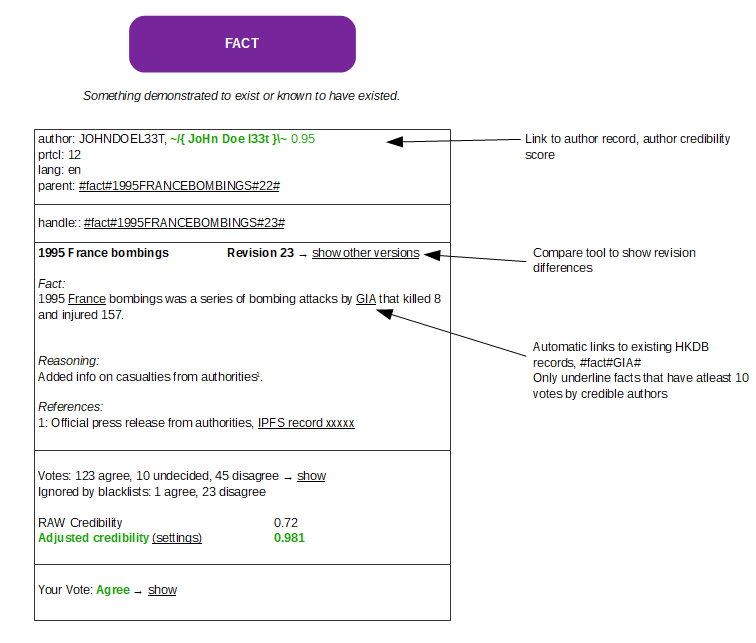 FACT
Something demonstrated to exist or known to have existed.
author: JOHNDOEL33T, ~/{ JoHn Doe l33t }\~ 0.95
prtcl: 12
lang: en
parent: #fact#1995FRANCEBOMBINGS#22#
handle:: #fact#1995FRANCEBOMBINGS#23#
1995 France bombings Revision 23 → show other versions
Fact:
1995 France bombings was a series of bombing attacks by GIA that killed 8
and injured 157.
Reasoning:
Added info on casualties from authorities¹.
References:
1: Official press release from authorities, IPFS record xxxxx
Votes: 123 agree, 10 undecided, 45 disagree → show
Ignored by blacklists: 1 agree, 23 disagree
RAW Credibility 0.72
Adjusted credibility (settings) 0.981
Your Vote: Agree → show
Link to author record, author credibility
score
Compare tool to show revision
differences
Automatic links to existing HKDB
records, #fact#GIA#
Only underline facts that have atleast 10
votes by credible authors